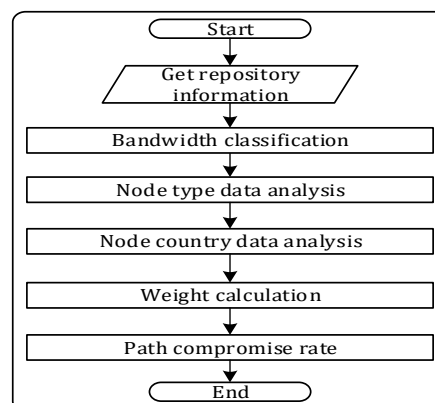 Start
Get repository
information
Bandwidth classification
Node type data analysis
Node country data analysis
Weight calculation
Path compromise rate
End